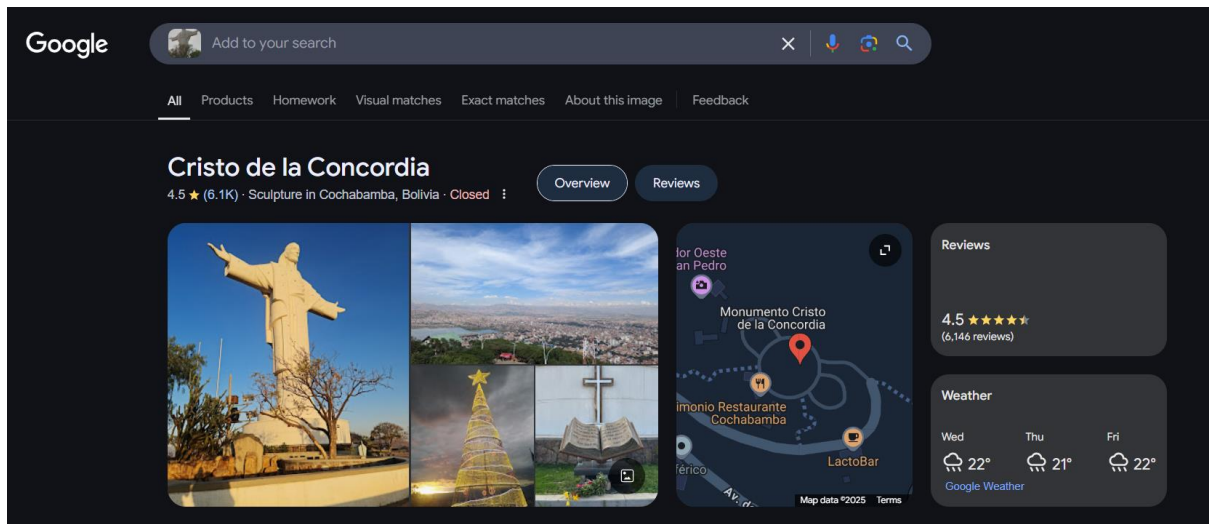 Google
Add to your search
All Products Homework Visual matches Exact matches About this image Feedback
Cristo de la Concordia
4.5 ★ (6.1K) · Sculpture in Cochabamba, Bolivia · Closed
Overview
Reviews
dor Oeste
an Pedro
Monumento Cristo
de la Concordia
imonio Restaurante
Cochabamba
LactoBar
férico
Av. d
Map data ©2025 Terms
Reviews
4.5
(6,146 reviews)
Weather
Wed Thu Fri
22° 21° 22°
Google Weather